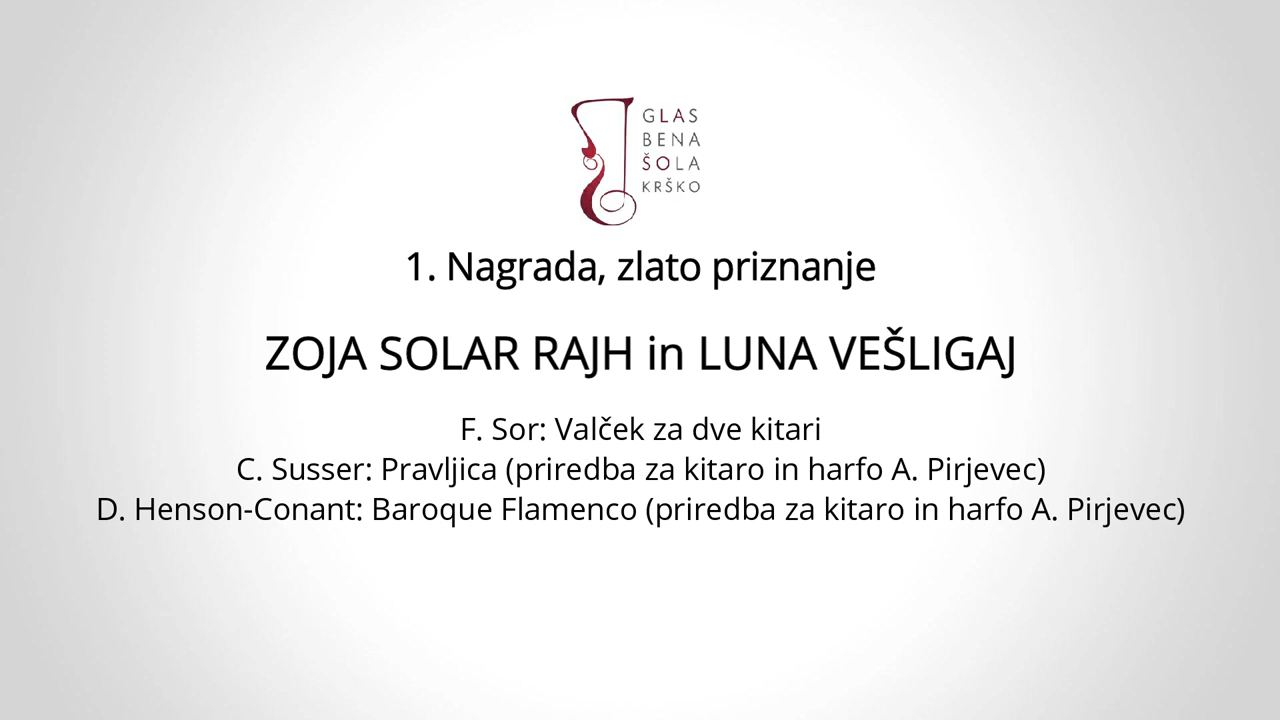 GLAS
BENA
ŠOLA
KRŠKO
1. Nagrada, zlato priznanje
ZOJA SOLAR RAJH in LUNA VEŠLIGAJ
F. Sor: Valček za dve kitari
C. Susser: Pravljica (priredba za kitaro in harfo A. Pirjevec)
D. Henson-Conant: Baroque Flamenco (priredba za kitaro in harfo A. Pirjevec)